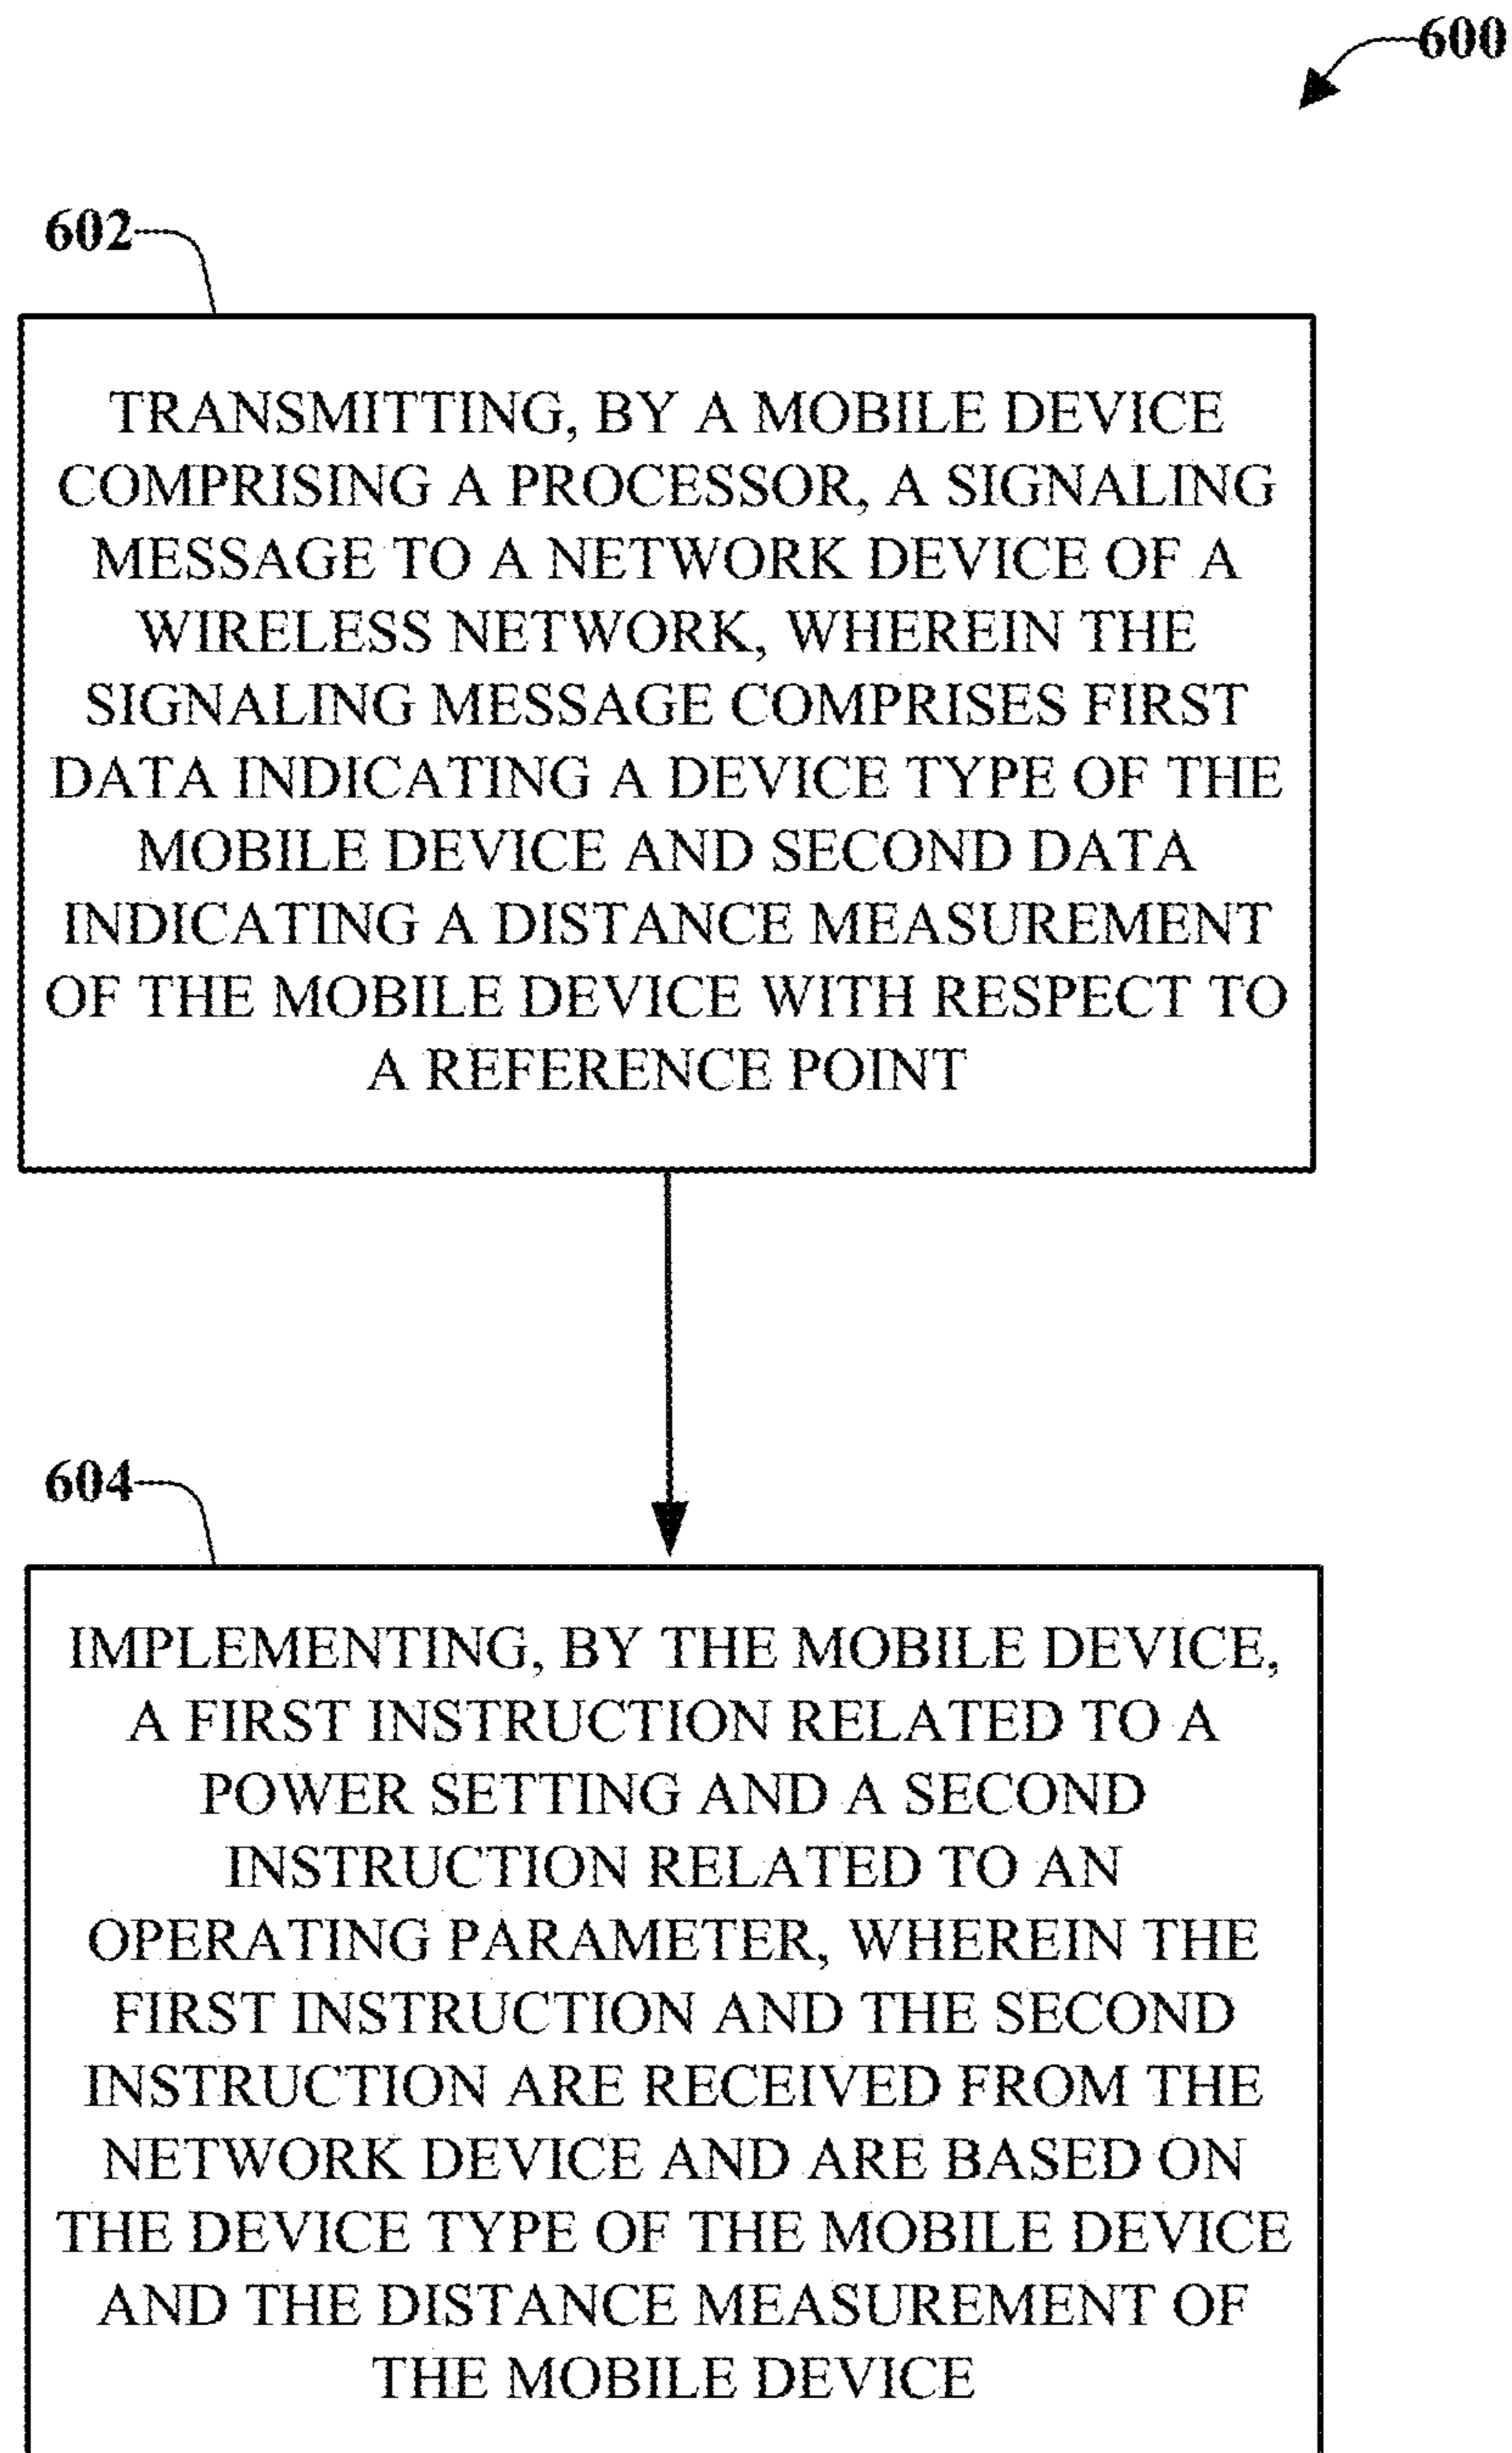 600
602
TRANSMITTING, BY A MOBILE DEVICE
COMPRISING A PROCESSOR, A SIGNALING
MESSAGE TO A NETWORK DEVICE OF A
WIRELESS NETWORK, WHEREIN THE
SIGNALING MESSAGE COMPRISES FIRST
DATA INDICATING A DEVICE TYPE OF THE
MOBILE DEVICE AND SECOND DATA
INDICATING A DISTANCE MEASUREMENT
OF THE MOBILE DEVICE WITH RESPECT TO
A REFERENCE POINT
604
IMPLEMENTING, BY THE MOBILE DEVICE,
A FIRST INSTRUCTION RELATED TO A
POWER SETTING AND A SECOND
INSTRUCTION RELATED TO AN
OPERATING PARAMETER, WHEREIN THE
FIRST INSTRUCTION AND THE SECOND
INSTRUCTION ARE RECEIVED FROM THE
NETWORK DEVICE AND ARE BASED ON
THE DEVICE TYPE OF THE MOBILE DEVICE
AND THE DISTANCE MEASUREMENT OF
THE MOBILE DEVICE